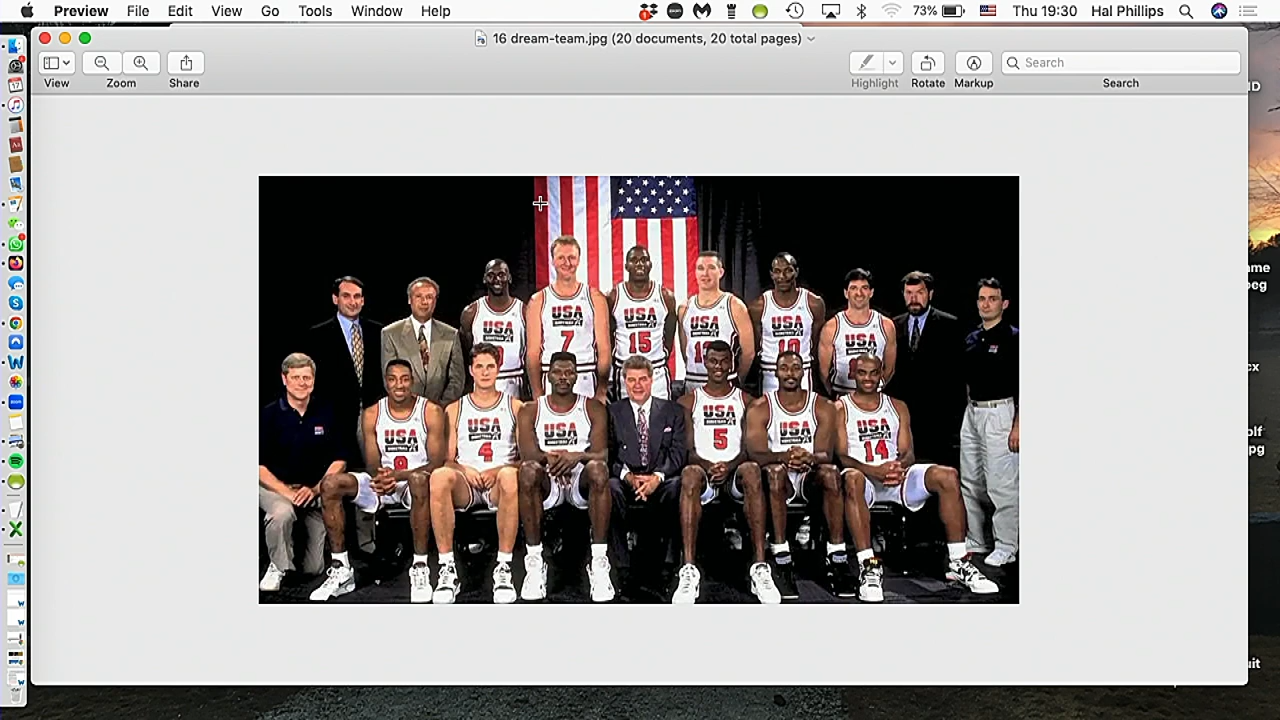 Preview File Edit View Go Tools Window Help 73% Thu 19:30 Hal Phillips
16 dream-team.jpg (20 documents, 20 total pages)
Search
View Zoom Share Highlight Rotate Markup Search
17
USA
7
USA
15
USA
USA
USA
10
USA
USA
USA
4
USA
USA
5
USA
USA
14